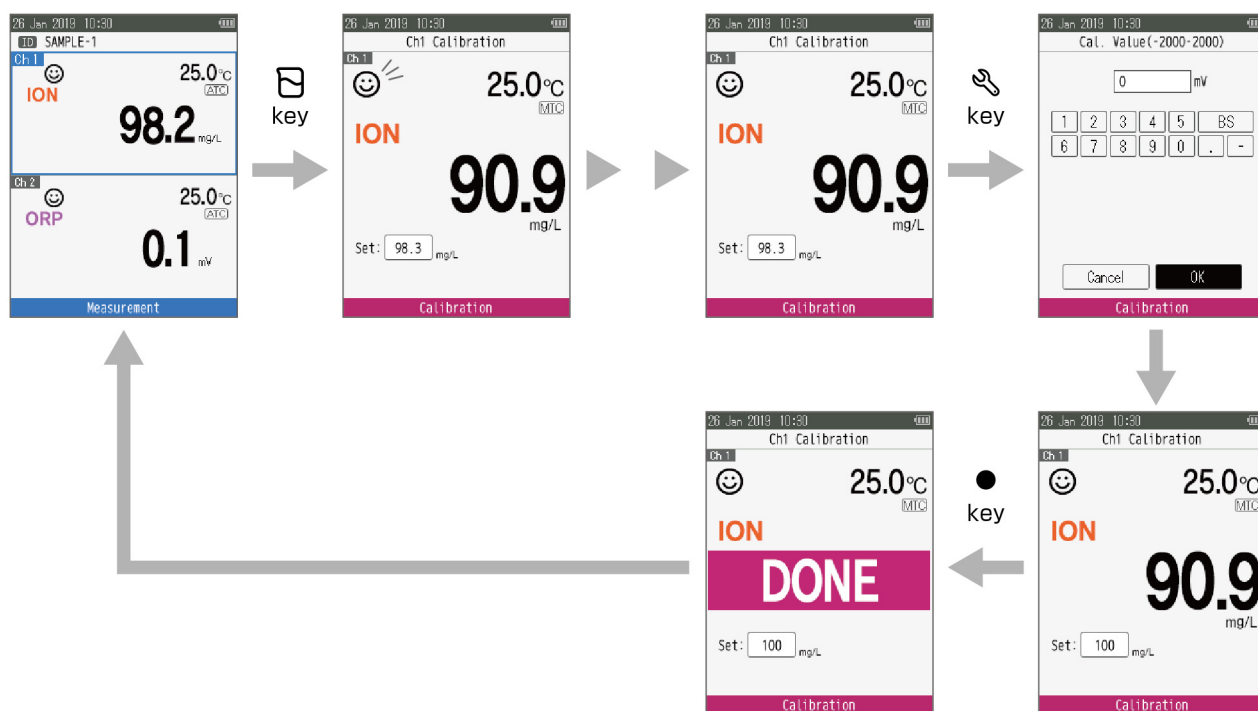 26 Jan 2019 10:30
ID SAMPLE-1
Ch 1
25.0°C
ATC
ION
98.2 mg/L
Ch 2
25.0°C
ATC
ORP
0.1 mV
Measurement
key
26 Jan 2019 10:30
Ch1 Calibration
Ch 1
25.0°C
MTC
ION
90.9
mg/L
Set: 98.3 mg/L
Calibration
26 Jan 2019 10:30
Ch1 Calibration
Ch 1
25.0°C
MTC
ION
90.9
mg/L
Set: 98.3 mg/L
Calibration
key
26 Jan 2019 10:30
Cal. Value(-2000-2000)
0 mV
1 2 3 4 5 BS
6 7 8 9 0 . -
Cancel OK
Calibration
26 Jan 2019 10:30
Ch1 Calibration
Ch 1
25.0°C
MTC
ION
90.9
mg/L
Set: 100 mg/L
Calibration
key
26 Jan 2019 10:30
Ch1 Calibration
Ch 1
25.0°C
MTC
ION
DONE
Set: 100 mg/L
Calibration